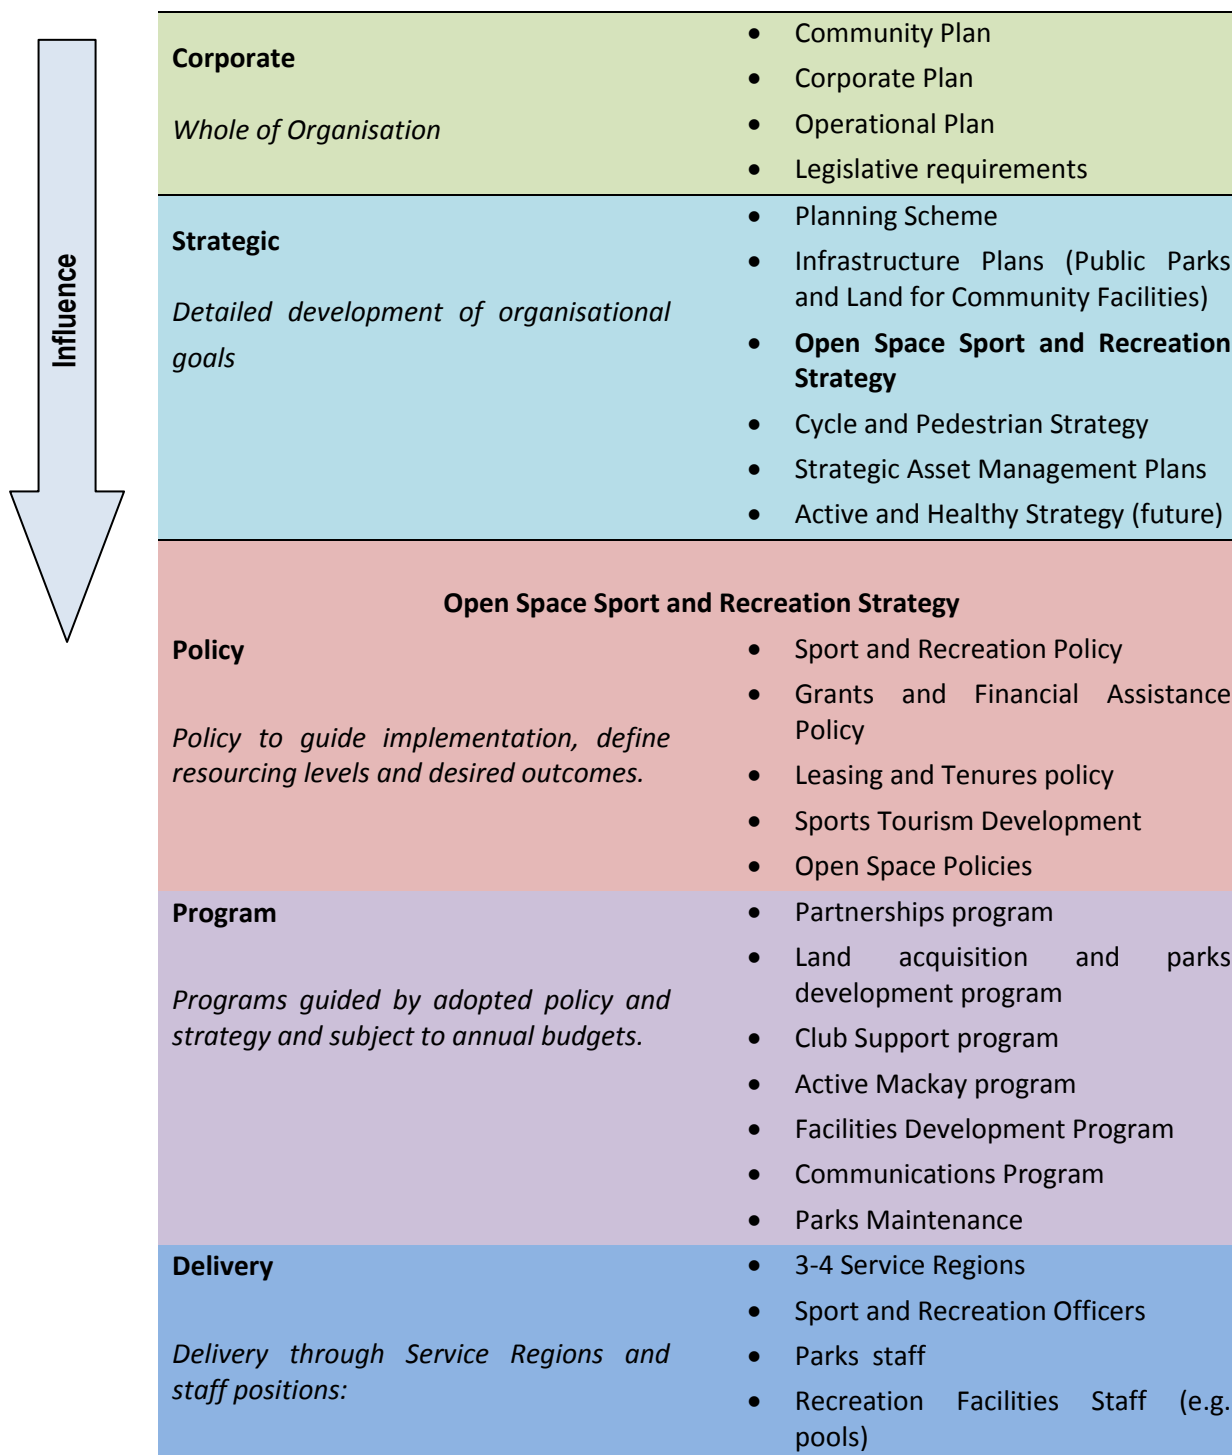 Influence
Corporate
Whole of Organisation
• Community Plan
• Corporate Plan
• Operational Plan
• Legislative requirements
Strategic
Detailed development of organisational
goals
• Planning Scheme
• Infrastructure Plans (Public Parks
and Land for Community Facilities)
• Open Space Sport and Recreation
Strategy
• Cycle and Pedestrian Strategy
• Strategic Asset Management Plans
• Active and Healthy Strategy (future)
Open Space Sport and Recreation Strategy
Policy
Policy to guide implementation, define
resourcing levels and desired outcomes.
• Sport and Recreation Policy
• Grants and Financial Assistance
Policy
• Leasing and Tenures policy
• Sports Tourism Development
• Open Space Policies
Program
Programs guided by adopted policy and
strategy and subject to annual budgets.
• Partnerships program
• Land acquisition and parks
development program
• Club Support program
• Active Mackay program
• Facilities Development Program
• Communications Program
• Parks Maintenance
Delivery
Delivery through Service Regions and
staff positions:
• 3-4 Service Regions
• Sport and Recreation Officers
• Parks staff
• Recreation Facilities Staff (e.g.
pools)